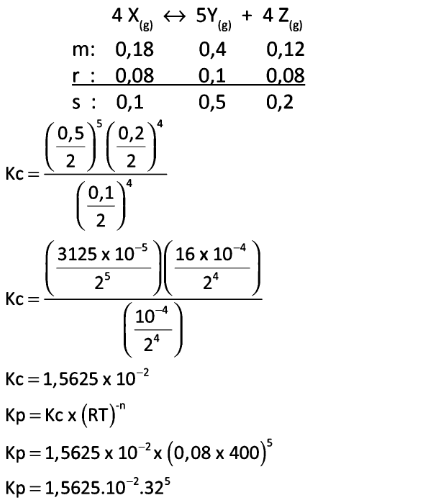 4 X(g) ↔ 5Y(g) + 4 Z(g)
m: 0,18 0,4 0,12
r : 0,08 0,1 0,08
s : 0,1 0,5 0,2
Kc = ((0,5/2)^5 (0,2/2)^4) / (0,1/2)^4
Kc = ((3125 x 10^-5 / 2^5)(16 x 10^-4 / 2^4)) / (10^-4 / 2^4)
Kc = 1,5625 x 10^-2
Kp = Kc x (RT)^-n
Kp = 1,5625 x 10^-2 x (0,08 x 400)^5
Kp = 1,5625.10^-2.32^5